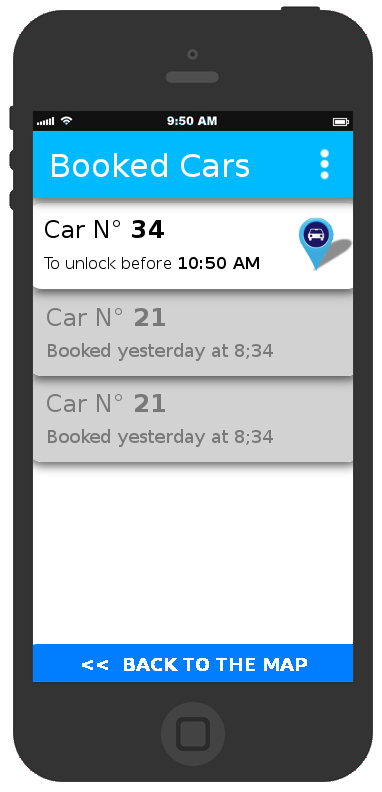 9:50 AM
Booked Cars
Car N° 34
To unlock before 10:50 AM
Car N° 21
Booked yesterday at 8;34
Car N° 21
Booked yesterday at 8;34
<< BACK TO THE MAP